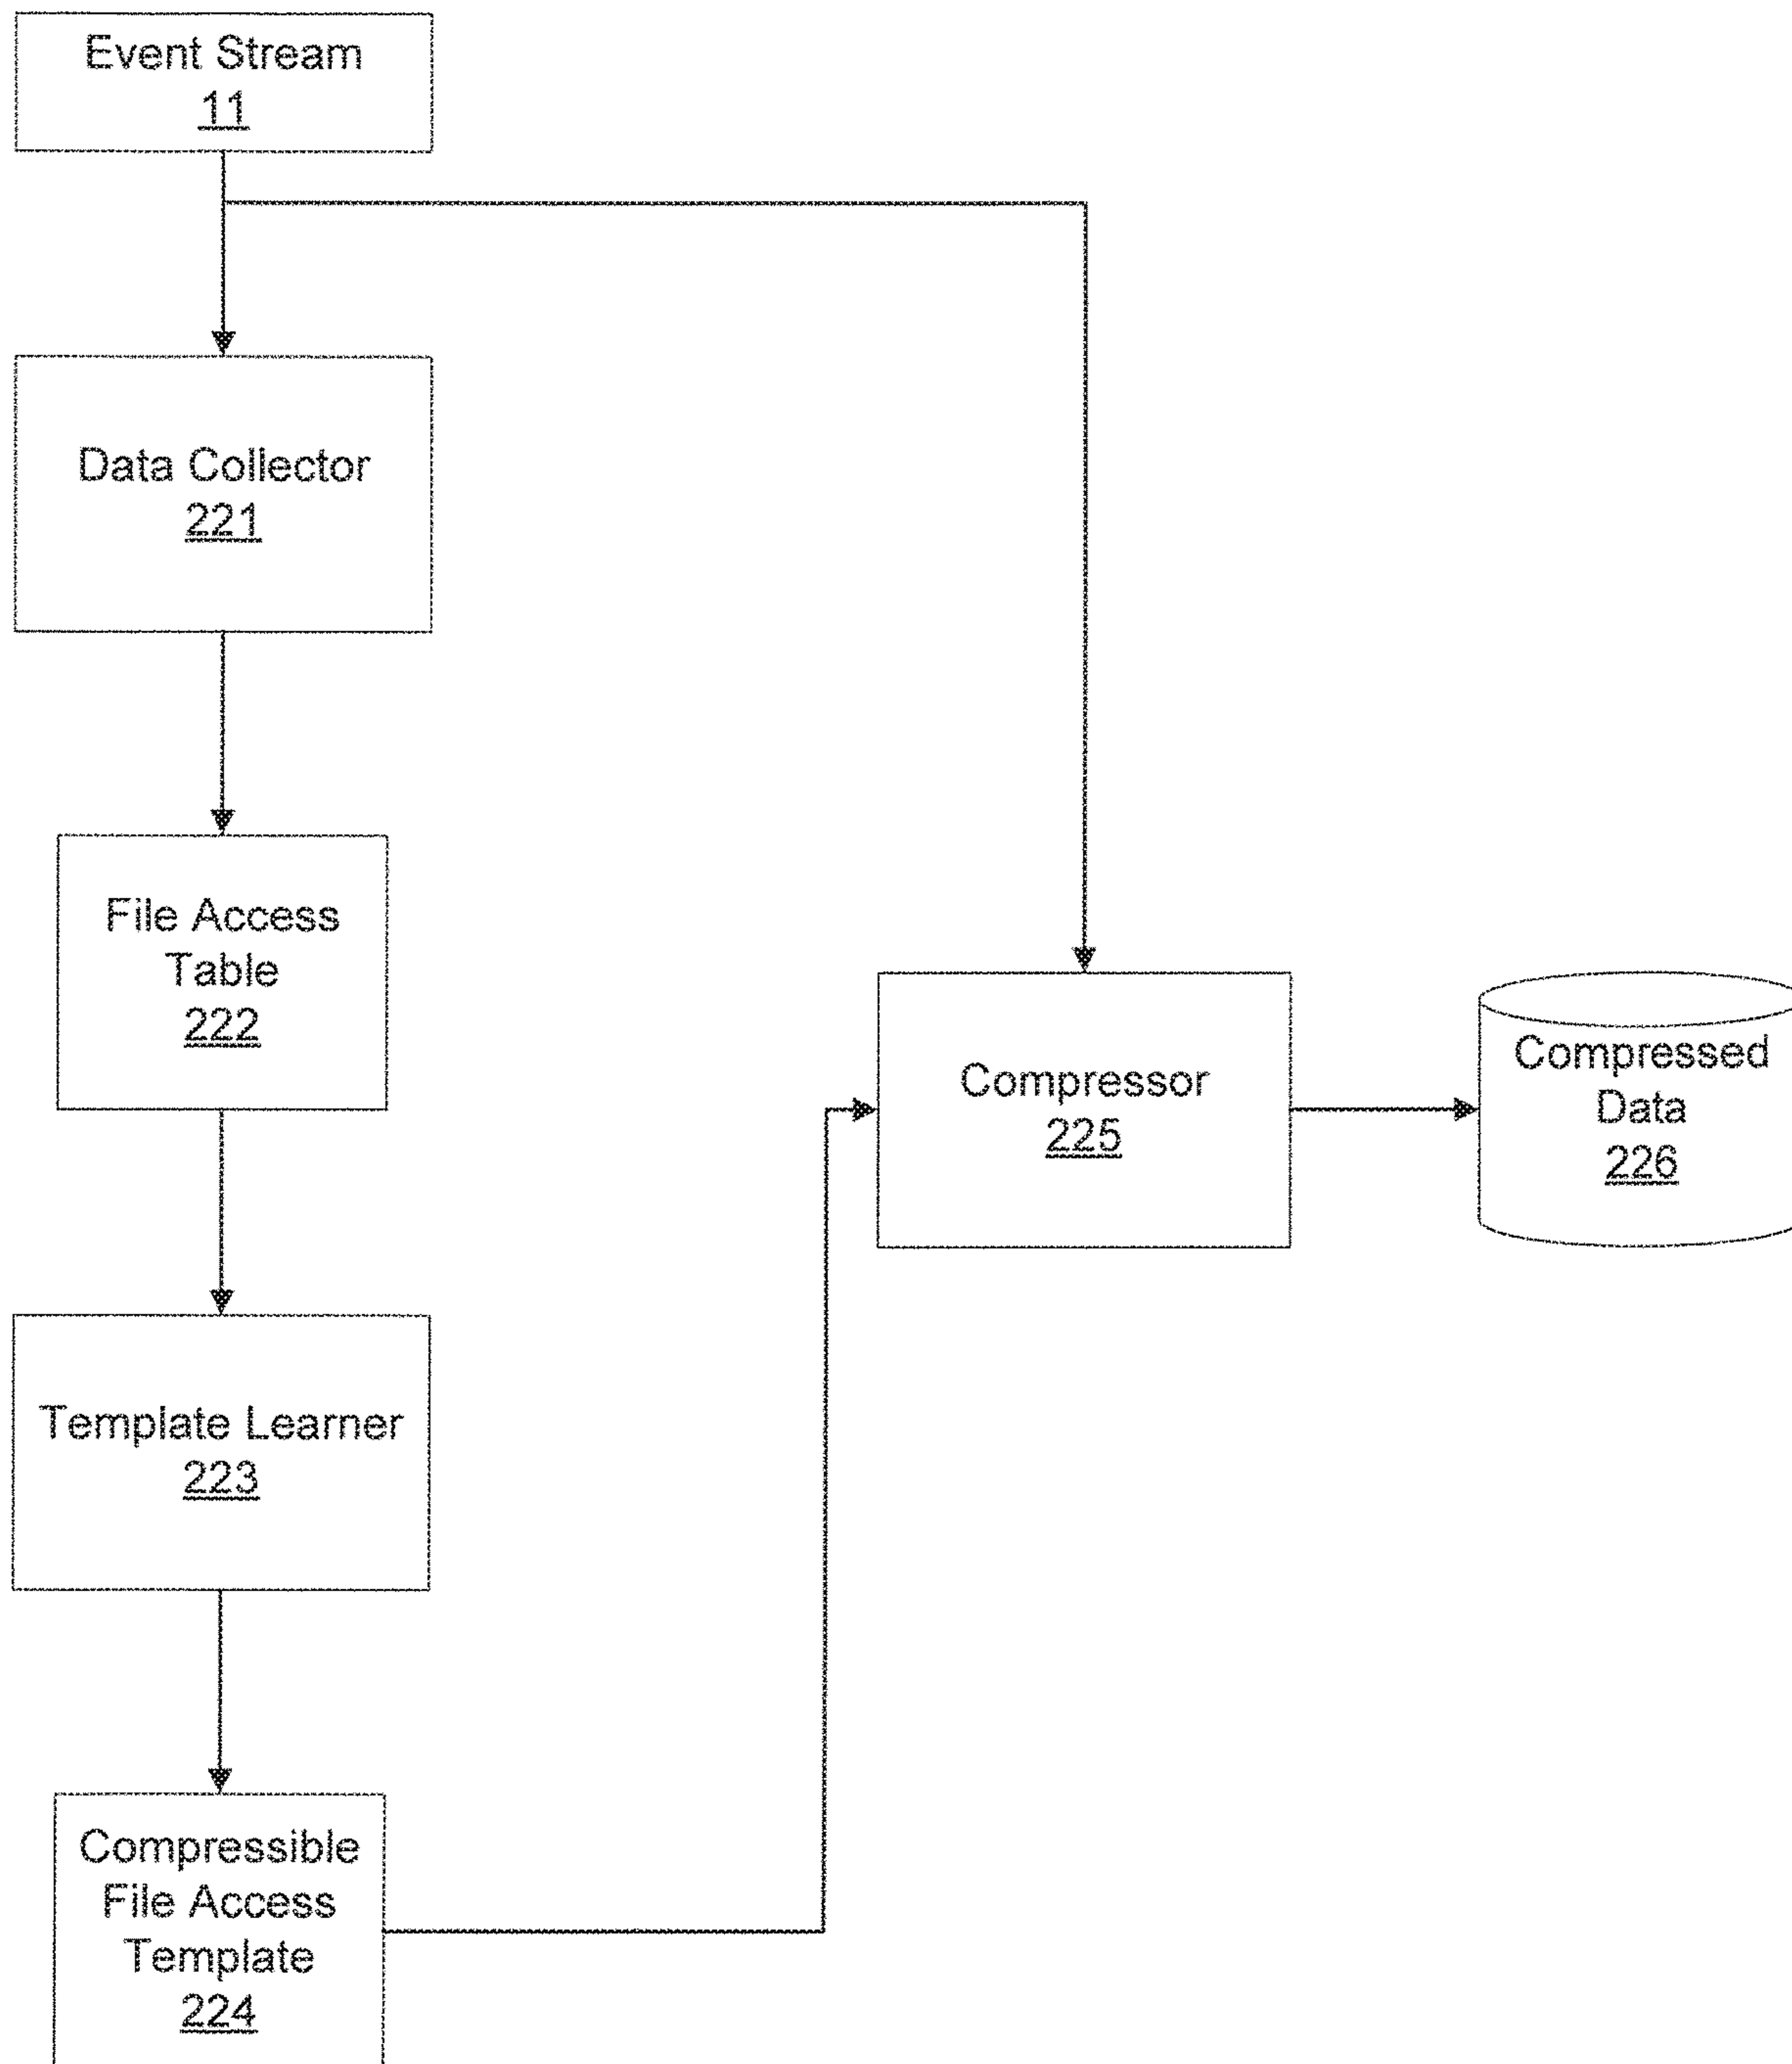 Event Stream
11
Data Collector
221
File Access
Table
222
Template Learner
223
Compressible
File Access
Template
224
Compressor
225
Compressed
Data
226